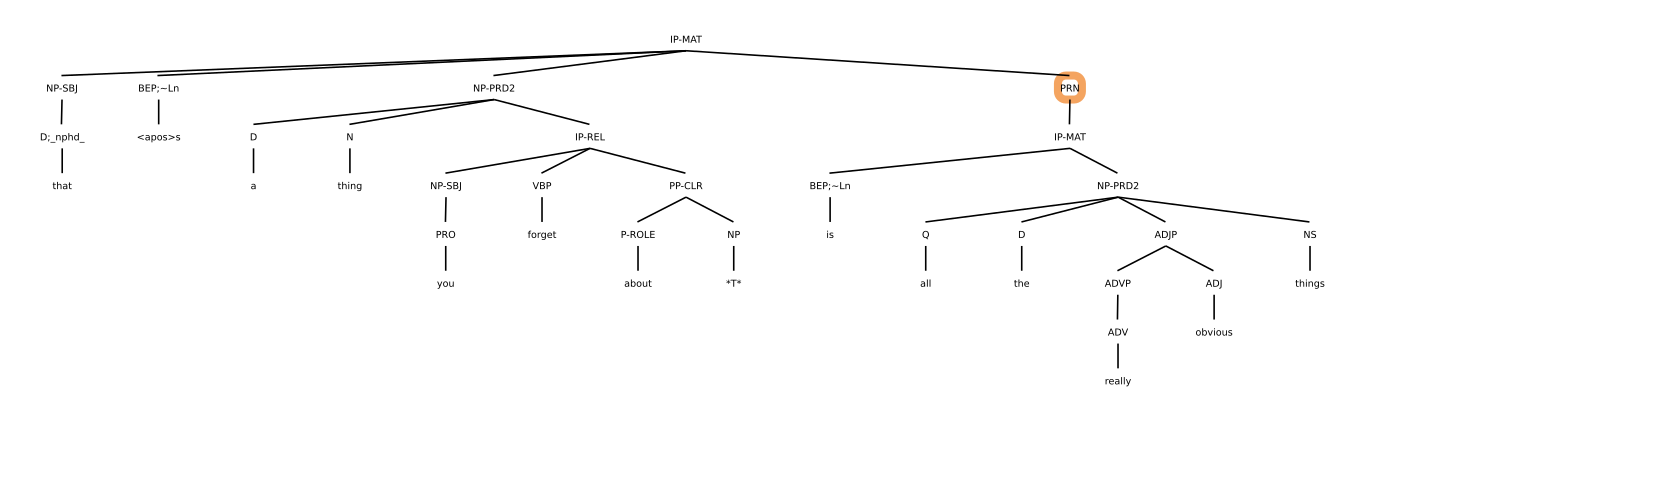 IP-MAT
NP-SBJ BEP;~Ln NP-PRD2 PRN
D;_nphd_ <apos>s D N IP-REL IP-MAT
that a thing NP-SBJ VBP PP-CLR BEP;~Ln NP-PRD2
PRO forget P-ROLE NP is Q D ADJP NS
you about *T* all the ADVP ADJ things
ADV obvious
really